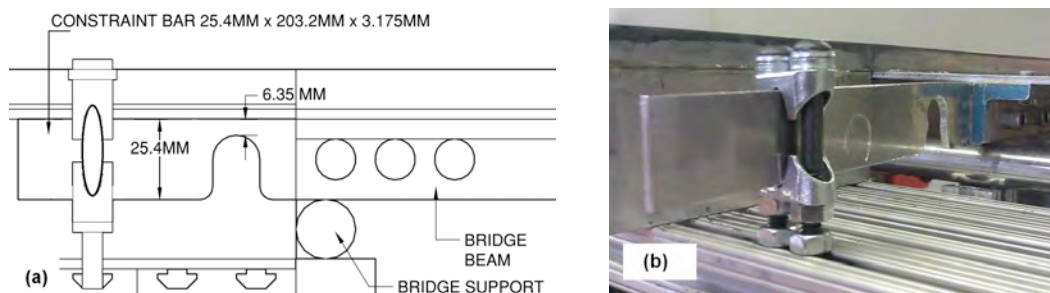 CONSTRAINT BAR 25.4MM x 203.2MM x 3.175MM
6.35 MM
25.4MM
BRIDGE
BEAM
BRIDGE SUPPORT
(a)
(b)